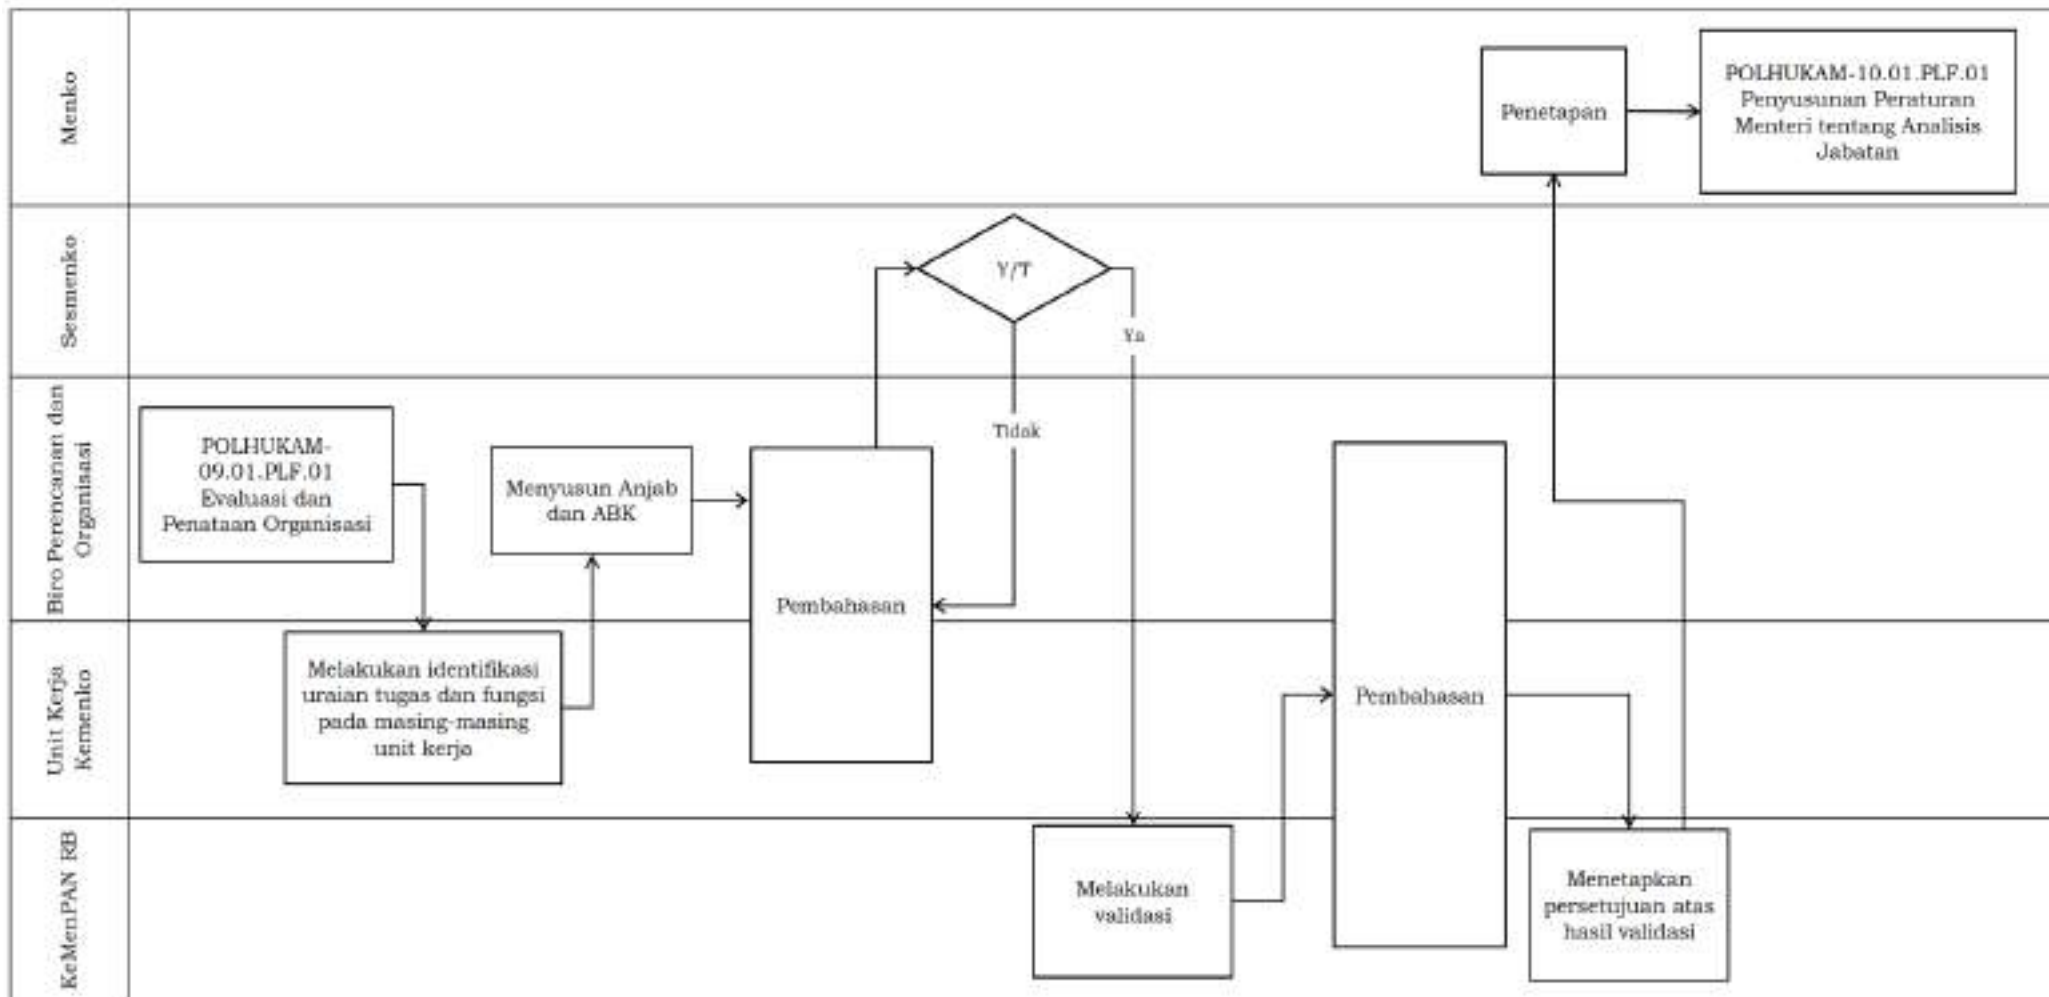 Menko
Penetapan
POLHUKAM-10.01.PLF.01
Penyusunan Peraturan
Menteri tentang Analisis
Jabatan
Sesmenko
Y/T
Ya
Tidak
Biro Perencanan dan
Organisasi
POLHUKAM-
09.01.PLF.01
Evaluasi dan
Penataan Organisasi
Menyusun Anjab
dan ABK
Pembahasan
Unit Kerja
Kemenko
Melakukan identifikasi
uraian tugas dan fungsi
pada masing-masing
unit kerja
Pembahasan
KeMenPAN RB
Melakukan
validasi
Menetapkan
persetujuan atas
hasil validasi